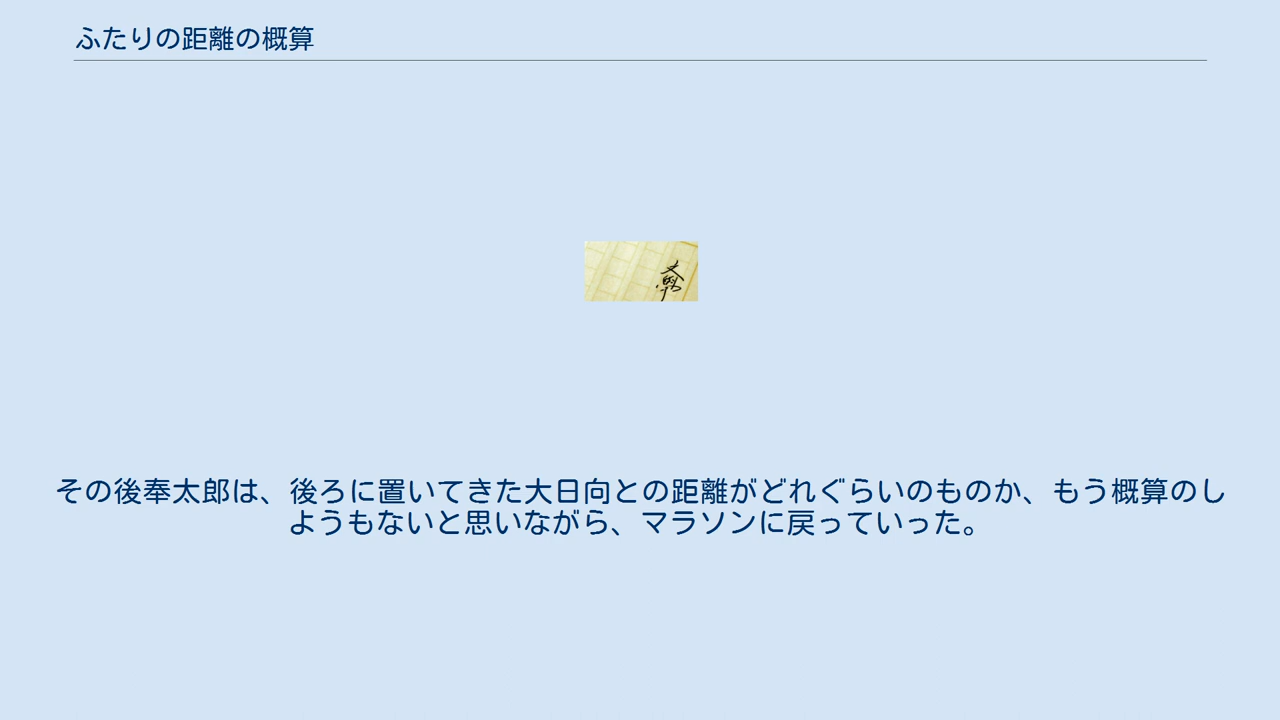 ふたりの距離の概算
その後奉太郎は、後ろに置いてきた大日向との距離がどれぐらいのものか、もう概算のし
ようもないと思いながら、マラソンに戻っていった。